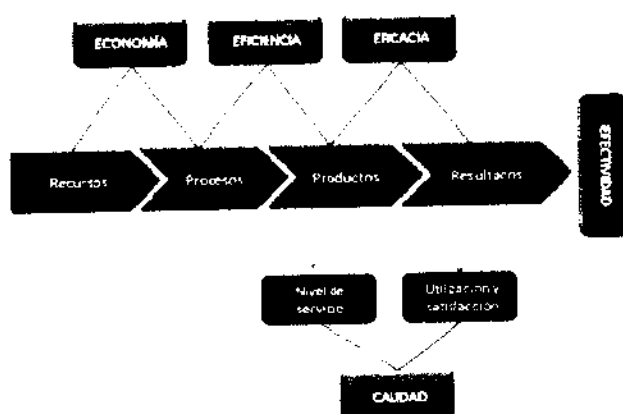 ECONOMÍA
EFICIENCIA
EFICACIA
EFECTIVIDAD
Recursos
Procesos
Productos
Resultados
Nivel de
servicio
Utilización y
satisfacción
CALIDAD